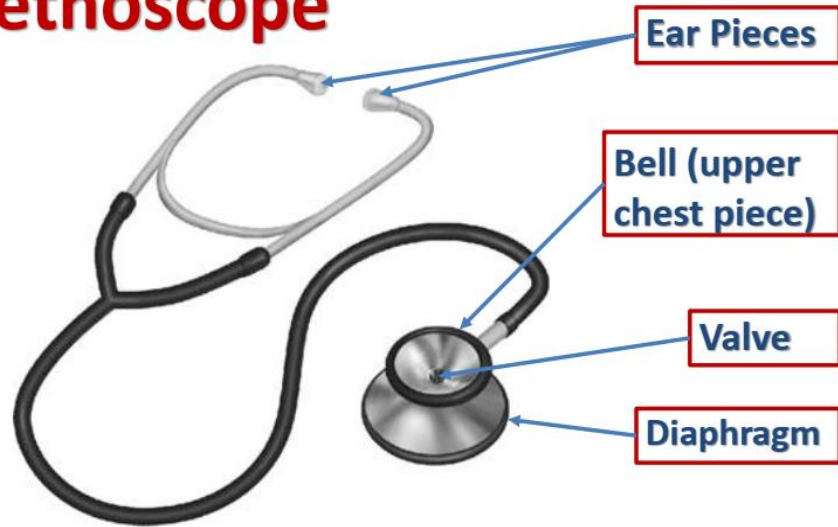 ethoscope
Ear Pieces
Bell (upper
chest piece)
Valve
Diaphragm